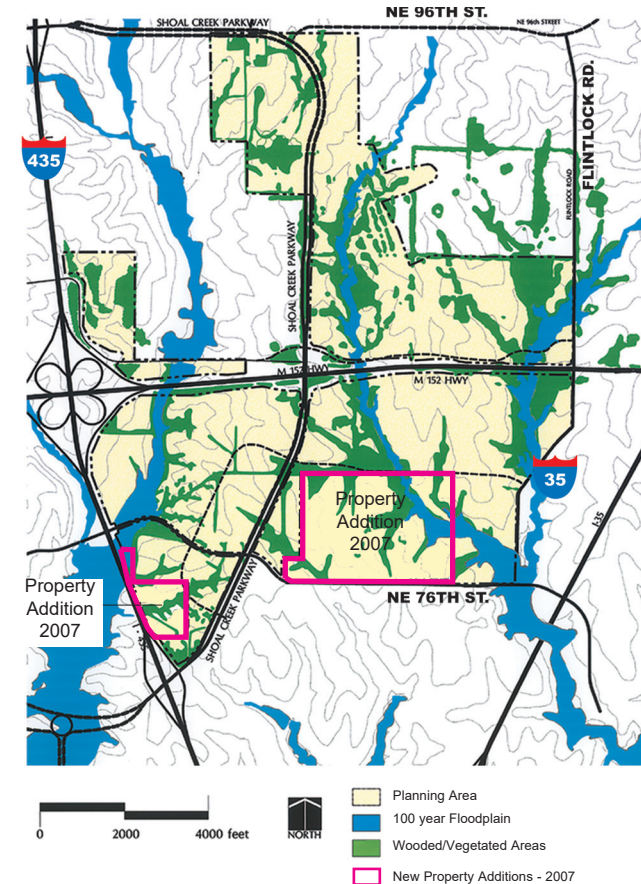 NE 96TH ST.
SHOAL CREEK PARKWAY
NE 96th STREET
435
FLINTLOCK RD.
FLINTLOCK ROAD
SHOAL CREEK PARKWAY
M 152 HWY
M 152 HWY
35
I-35
Property
Addition
2007
Property
Addition
2007
SHOAL CREEK PARKWAY
NE 76TH ST.
0 2000 4000 feet
NORTH
Planning Area
100 year Floodplain
Wooded/Vegetated Areas
New Property Additions - 2007